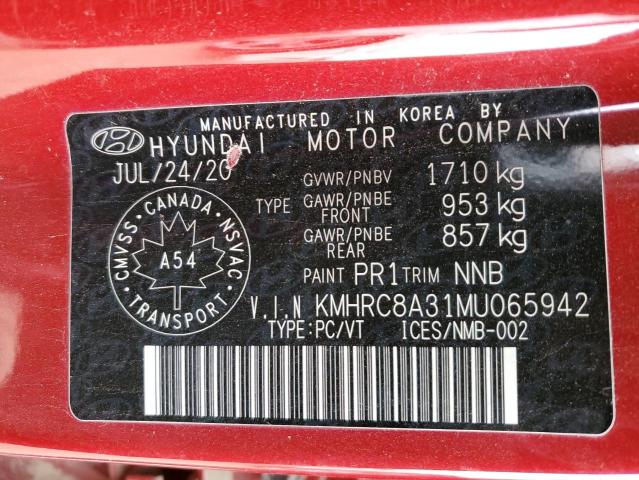 MANUFACTURED IN KOREA BY
HYUNDAI MOTOR COMPANY
JUL/24/20
GVWR/PNBV 1710 kg
TYPE GAWR/PNBE FRONT 953 kg
GAWR/PNBE REAR 857 kg
PAINT PR1 TRIM NNB
CANADA
CMVSS NSVAC
A54
TRANSPORT
V.I.N KMHRC8A31MU065942
TYPE:PC/VT ICES/NMB-002